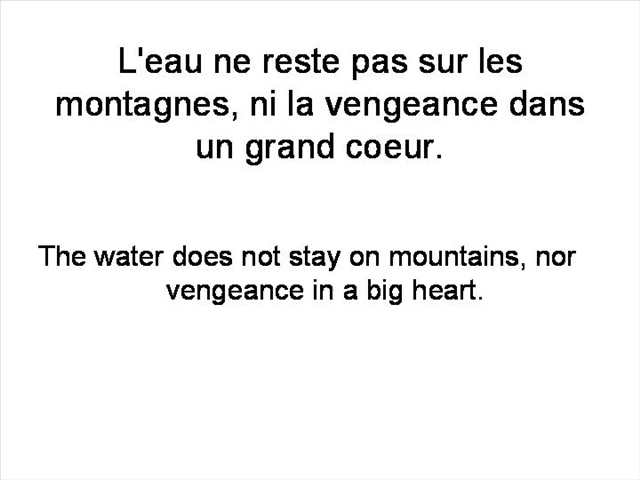 L'eau ne reste pas sur les
montagnes, ni la vengeance dans
un grand coeur.
The water does not stay on mountains, nor
vengeance in a big heart.